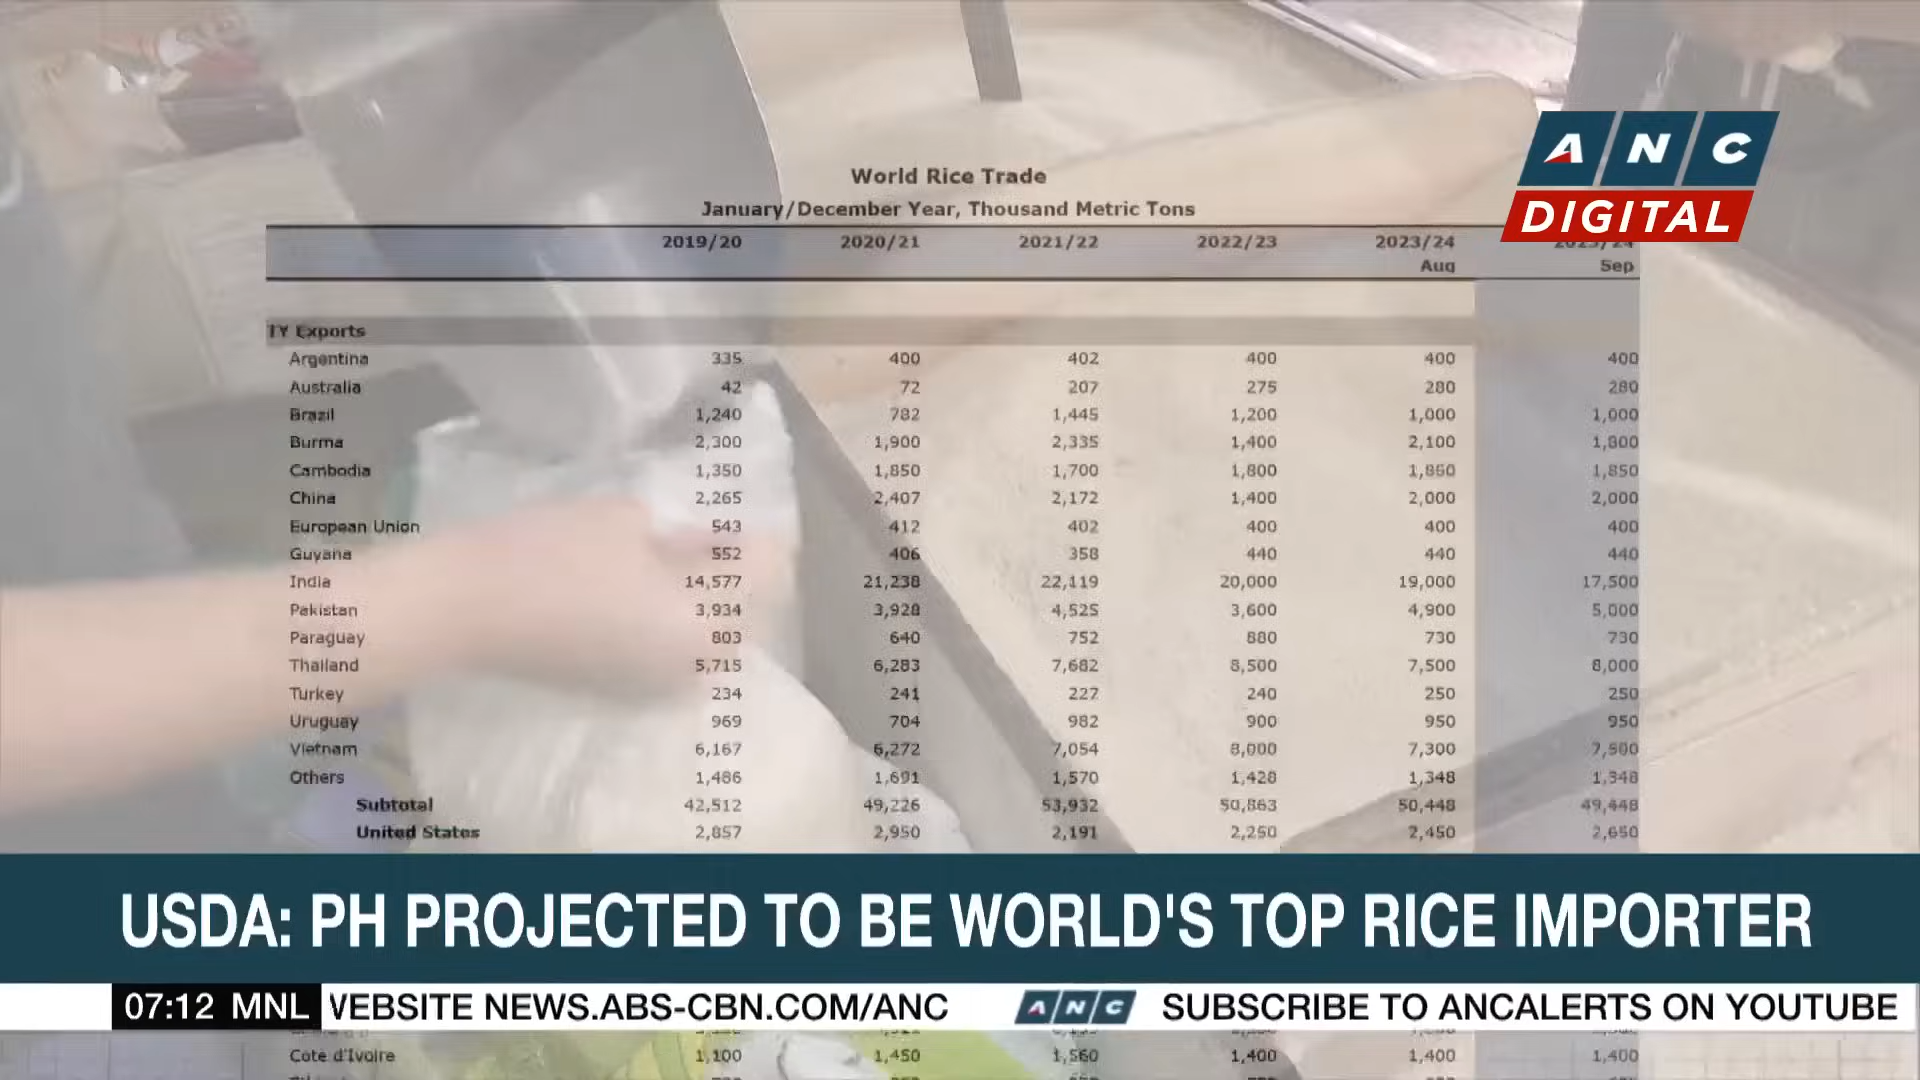 World Rice Trade
January/December Year, Thousand Metric Tons
2019/20 2020/21 2021/22 2022/23 2023/24 2023/24
Aug Sep
TY Exports
Argentina 335 400 402 400 400 400
Australia 42 72 207 275 280 280
Brazil 1,240 782 1,445 1,200 1,000 1,000
Burma 2,300 1,900 2,335 1,400 2,100 1,800
Cambodia 1,350 1,850 1,700 1,800 1,850 1,850
China 2,265 2,407 2,172 1,400 2,000 2,000
European Union 543 412 402 400 400 400
Guyana 552 406 358 440 440 440
India 14,577 21,238 22,119 20,000 19,000 17,500
Pakistan 3,934 3,928 4,525 3,600 4,900 5,000
Paraguay 803 640 752 880 730 730
Thailand 5,715 6,283 7,682 8,500 7,500 8,000
Turkey 234 241 227 240 250 250
Uruguay 969 704 982 900 950 950
Vietnam 6,167 6,272 7,054 8,000 7,300 7,500
Others 1,486 1,691 1,570 1,428 1,348 1,348
Subtotal 42,512 49,226 53,932 50,863 50,448 49,448
United States 2,857 2,950 2,191 2,250 2,450 2,650
ANC
DIGITAL
USDA: PH PROJECTED TO BE WORLD'S TOP RICE IMPORTER
07:12 MNL WEBSITE NEWS.ABS-CBN.COM/ANC ANC SUBSCRIBE TO ANCALERTS ON YOUTUBE
Cote d'Ivoire 1,100 1,450 1,560 1,400 1,400 1,400